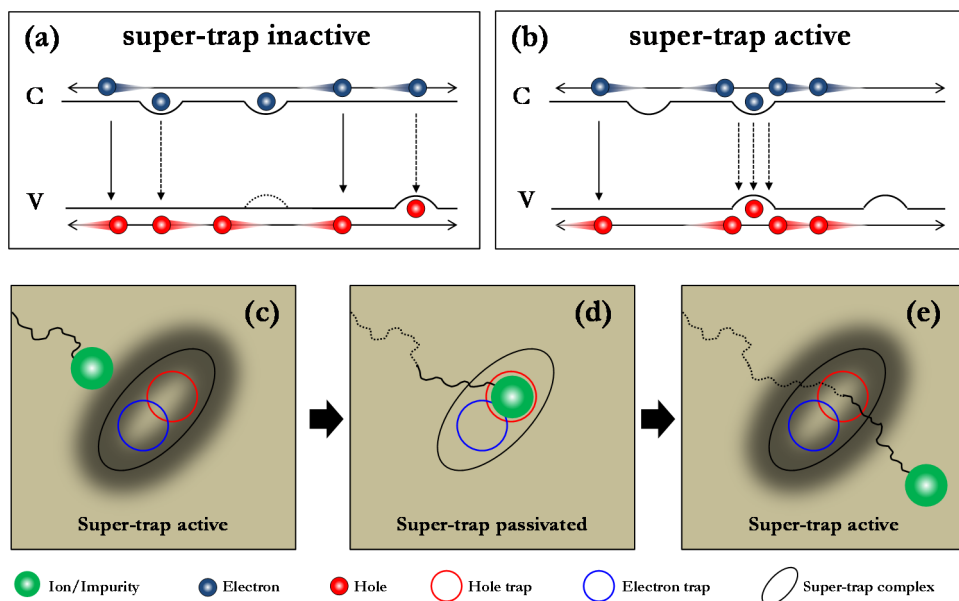 (a) super-trap inactive
C
V
(b) super-trap active
C
V
(c)
Super-trap active
(d)
Super-trap passivated
(e)
Super-trap active
Ion/Impurity
Electron
Hole
Hole trap
Electron trap
Super-trap complex